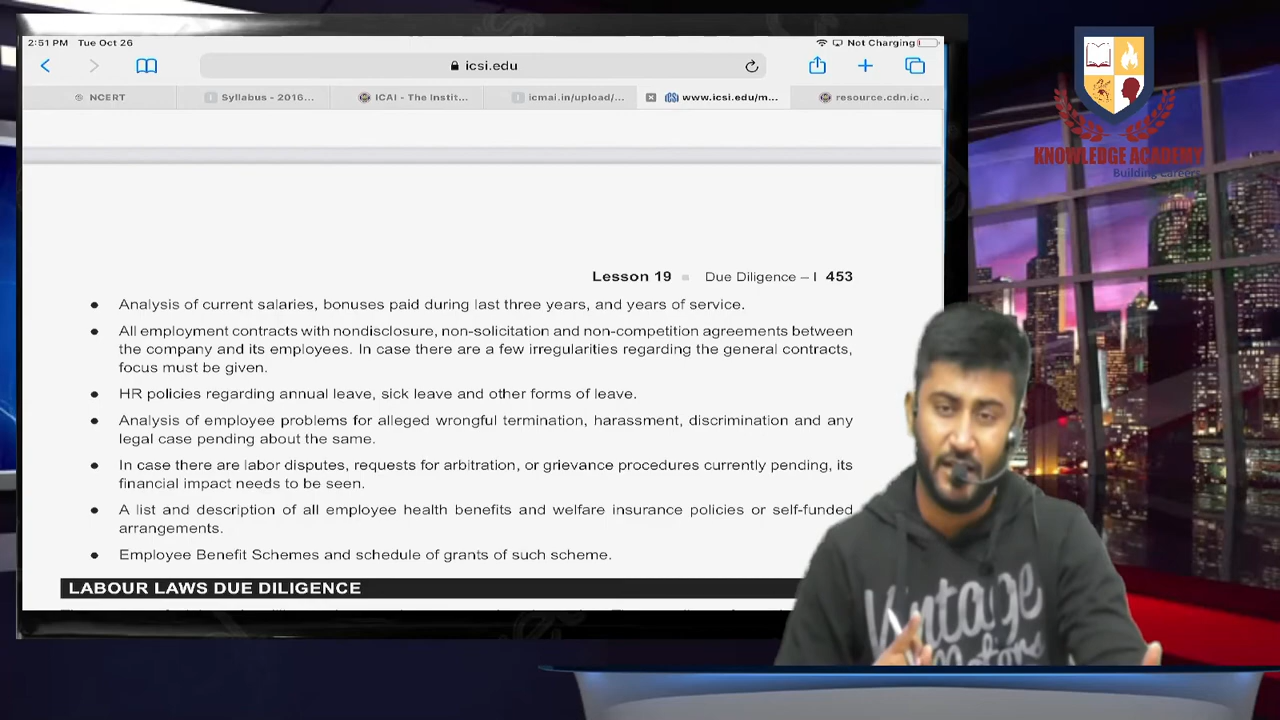 2:51 PM Tue Oct 26
Not Charging
icsi.edu
NCERT
Syllabus - 2016...
ICAI - The Instit...
icmai.in/upload/...
www.icsi.edu/m...
resource.cdn.ic...
KNOWLEDGE ACADEMY
Building Careers
Lesson 19 Due Diligence – I 453
• Analysis of current salaries, bonuses paid during last three years, and years of service.
• All employment contracts with nondisclosure, non-solicitation and non-competition agreements between
the company and its employees. In case there are a few irregularities regarding the general contracts,
focus must be given.
• HR policies regarding annual leave, sick leave and other forms of leave.
• Analysis of employee problems for alleged wrongful termination, harassment, discrimination and any
legal case pending about the same.
• In case there are labor disputes, requests for arbitration, or grievance procedures currently pending, its
financial impact needs to be seen.
• A list and description of all employee health benefits and welfare insurance policies or self-funded
arrangements.
• Employee Benefit Schemes and schedule of grants of such scheme.
LABOUR LAWS DUE DILIGENCE
Vintage
Motors